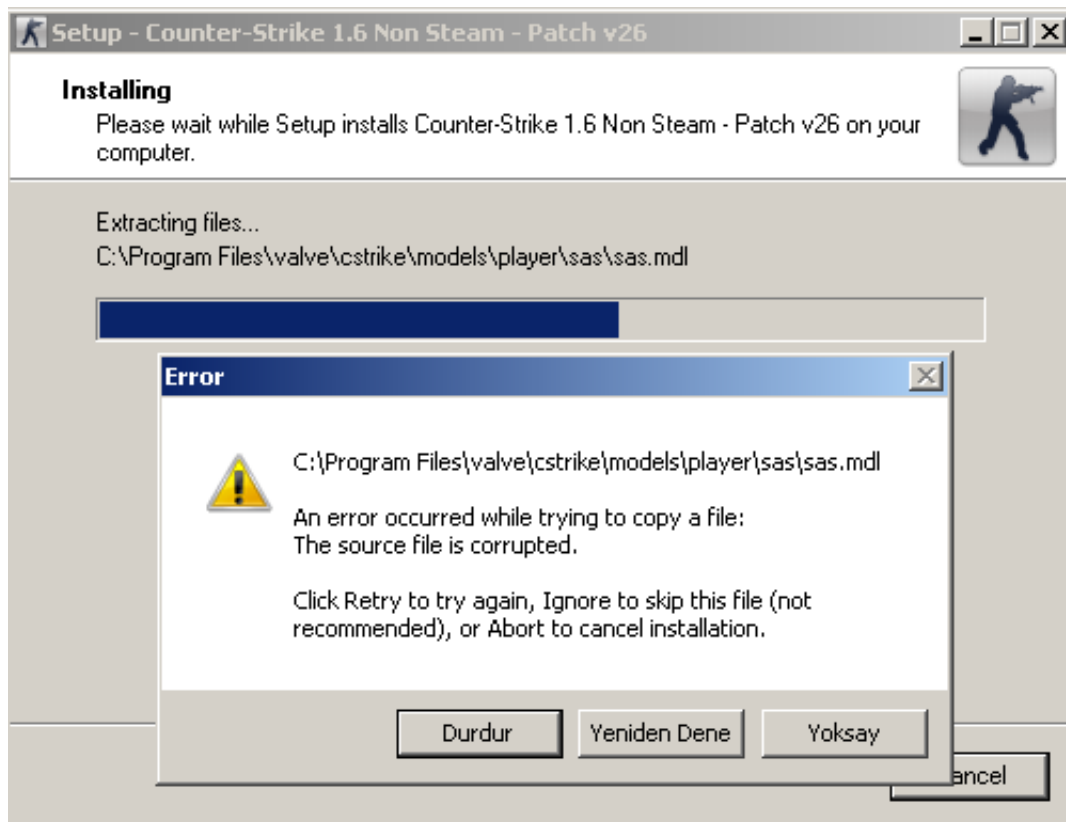 Setup - Counter-Strike 1.6 Non Steam - Patch v26
Installing
Please wait while Setup installs Counter-Strike 1.6 Non Steam - Patch v26 on your
computer.
Extracting files...
C:\Program Files\valve\cstrike\models\player\sas\sas.mdl
Error
C:\Program Files\valve\cstrike\models\player\sas\sas.mdl
An error occurred while trying to copy a file:
The source file is corrupted.
Click Retry to try again, Ignore to skip this file (not
recommended), or Abort to cancel installation.
Durdur
Yeniden Dene
Yoksay
ancel